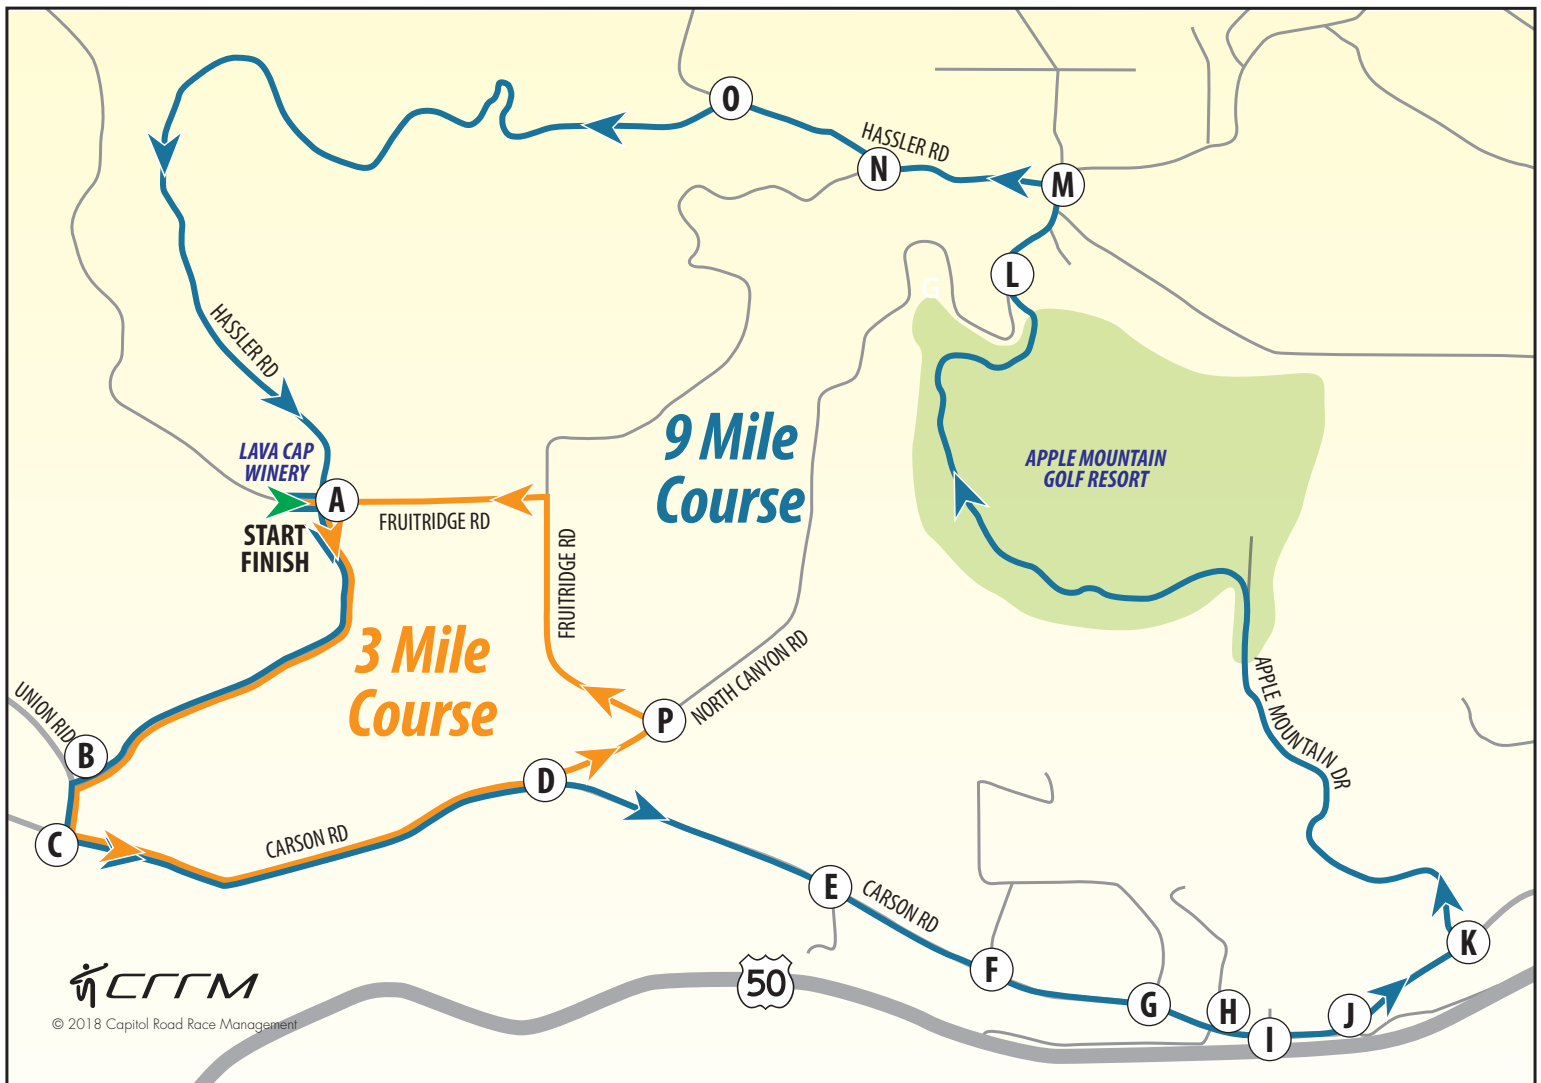 O
HASSLER RD
N
M
L
G
HASSLER RD
9 Mile
Course
APPLE MOUNTAIN
GOLF RESORT
LAVA CAP
WINERY
A
START
FINISH
FRUITRIDGE RD
FRUITRIDGE RD
3 Mile
Course
NORTH CANYON RD
P
APPLE MOUNTAIN DR
UNION RID
B
D
C
CARSON RD
E
CARSON RD
K
F
50
G
H
J
I
CRRM
© 2018 Capitol Road Race Management